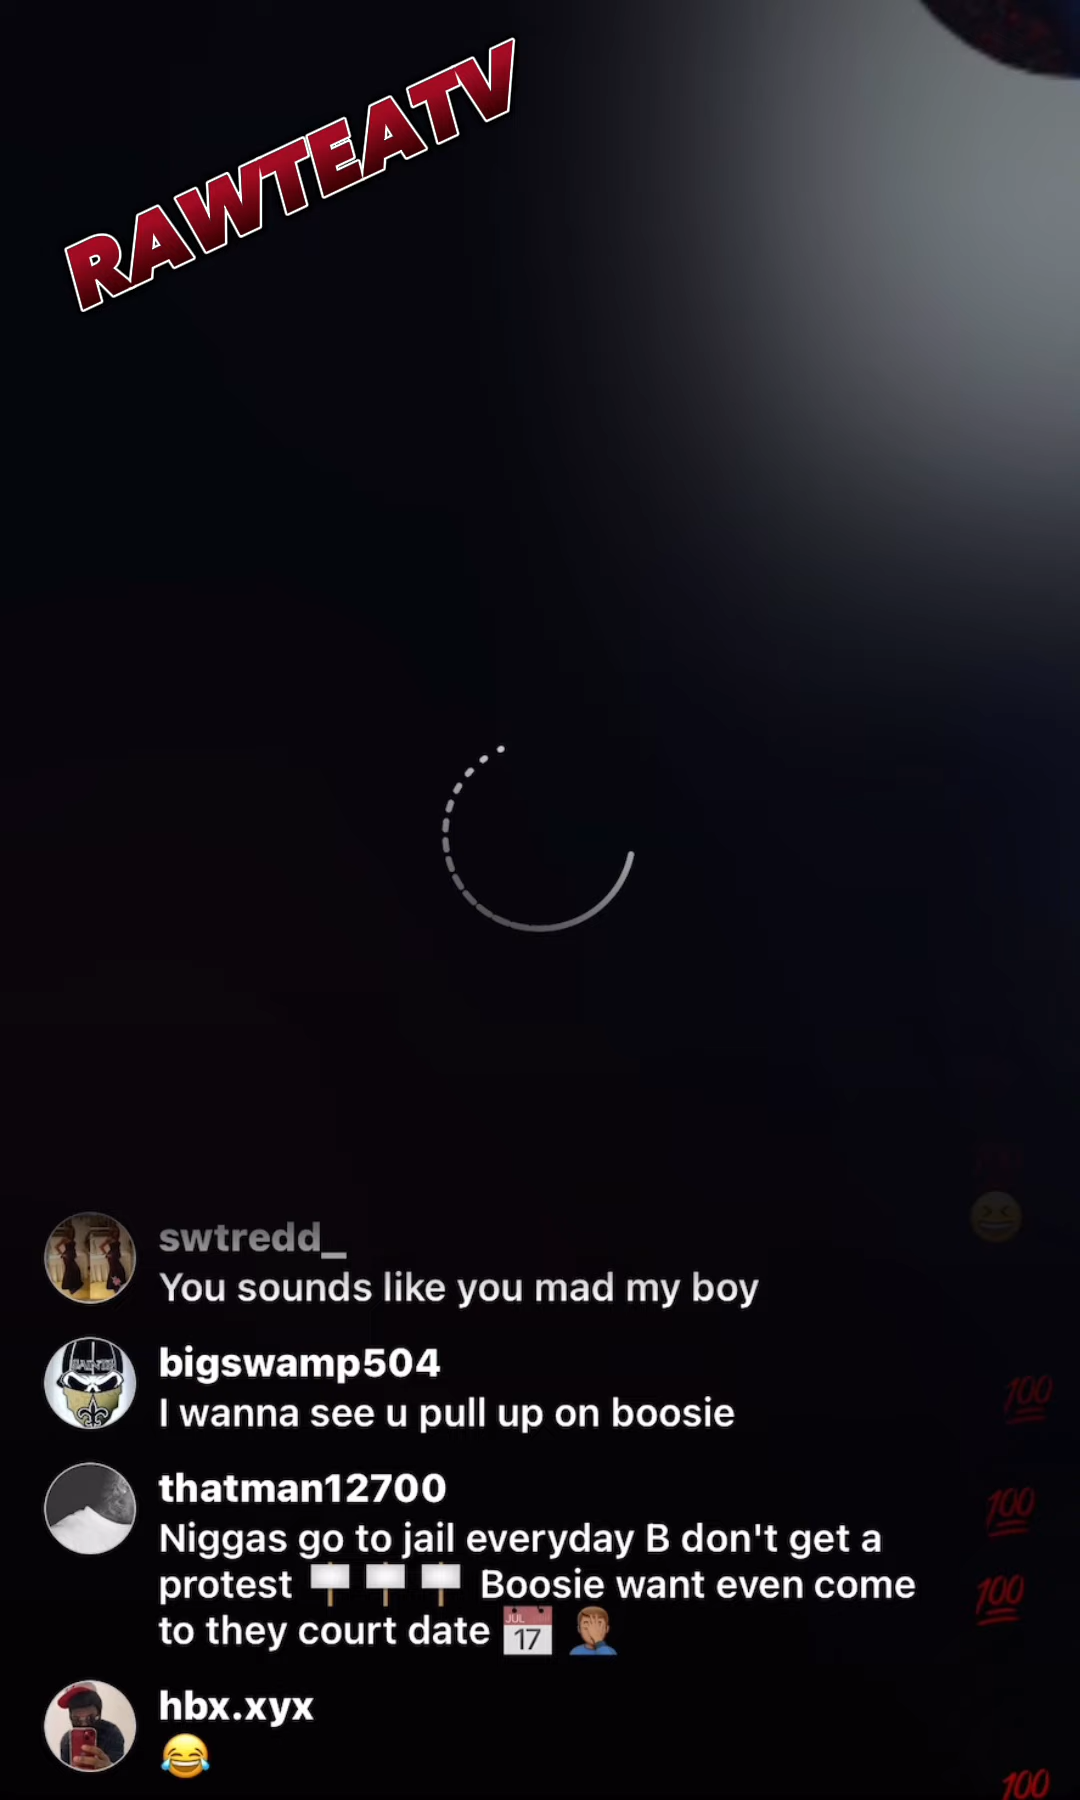 RAWTEATV
swtredd_
You sounds like you mad my boy
bigswamp504
I wanna see u pull up on boosie
thatman12700
Niggas go to jail everyday B don't get a
protest 🪧 🪧 🪧 Boosie want even come
to they court date 📅 🤦🏽‍♂️
hbx.xyx
😂